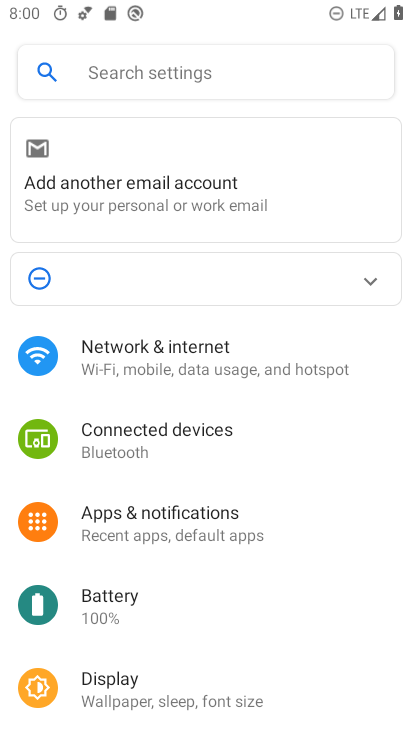 8:00
LTE
Search settings
Add another email account
Set up your personal or work email
Network & internet
Wi-Fi, mobile, data usage, and hotspot
Connected devices
Bluetooth
Apps & notifications
Recent apps, default apps
Battery
100%
Display
Wallpaper, sleep, font size